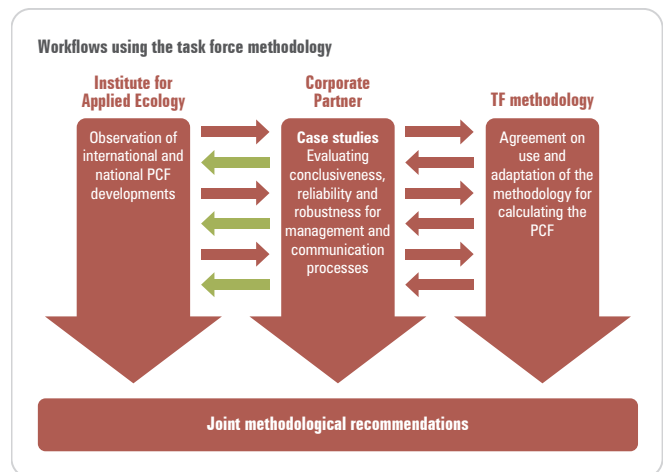 Workflows using the task force methodology
Institute for
Applied Ecology
Observation of
international and
national PCF
developments
Corporate
Partner
Case studies
Evaluating
conclusiveness,
reliability and
robustness for
management and
communication
processes
TF methodology
Agreement on
use and
adaptation of the
methodology for
calculating the
PCF
Joint methodological recommendations